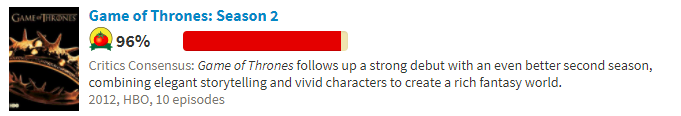 GAME OF THRONES
Game of Thrones: Season 2
96%
Critics Consensus: Game of Thrones follows up a strong debut with an even better second season,
combining elegant storytelling and vivid characters to create a rich fantasy world.
2012, HBO, 10 episodes
HBO